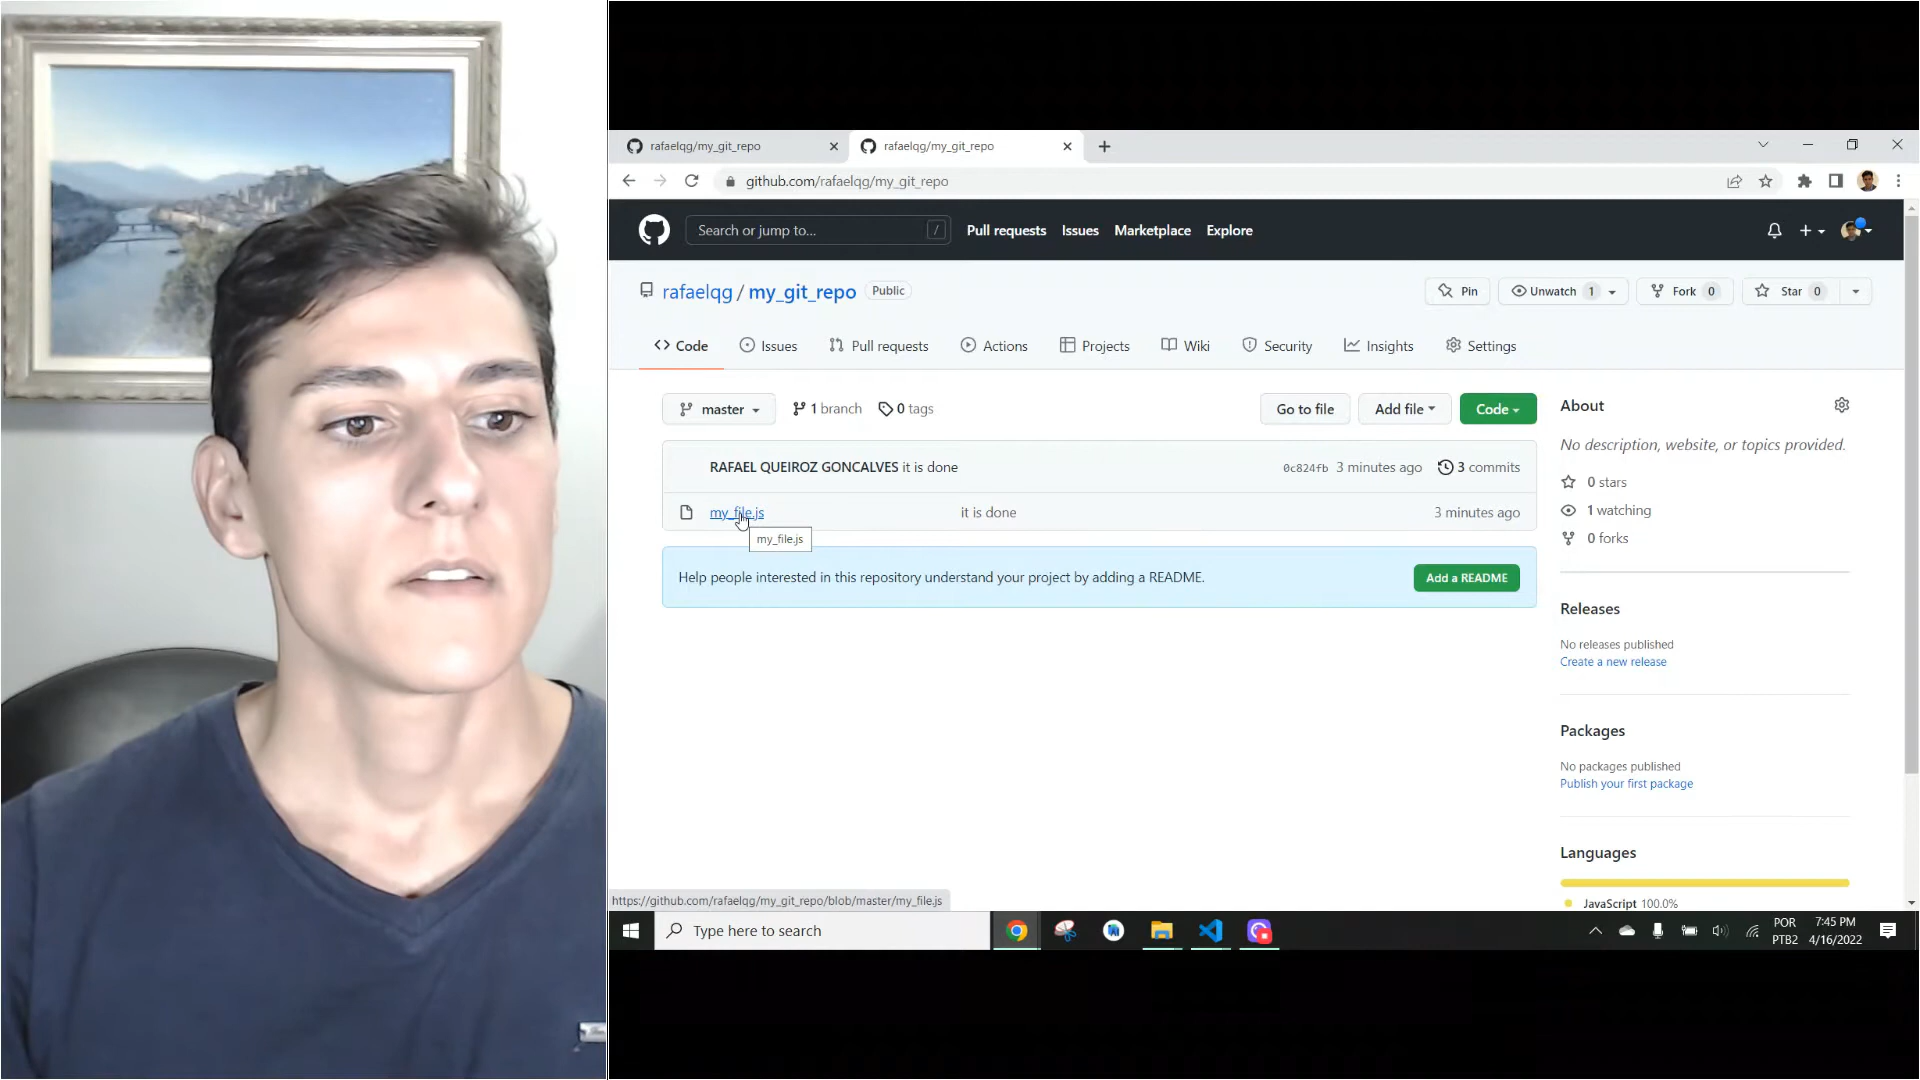 rafaelqg/my_git_repo
rafaelqg/my_git_repo
github.com/rafaelqg/my_git_repo
Search or jump to...
/
Pull requests
Issues
Marketplace
Explore
rafaelqg / my_git_repo
Public
Pin
Unwatch 1
Fork 0
Star 0
Code
Issues
Pull requests
Actions
Projects
Wiki
Security
Insights
Settings
master
1 branch
0 tags
Go to file
Add file
Code
RAFAEL QUEIROZ GONCALVES it is done
0c824fb 3 minutes ago
3 commits
my_file.js
it is done
3 minutes ago
my_file.js
Help people interested in this repository understand your project by adding a README.
Add a README
About
No description, website, or topics provided.
0 stars
1 watching
0 forks
Releases
No releases published
Create a new release
Packages
No packages published
Publish your first package
Languages
JavaScript 100.0%
https://github.com/rafaelqg/my_git_repo/blob/master/my_file.js
Type here to search
POR
PTB2
7:45 PM
4/16/2022